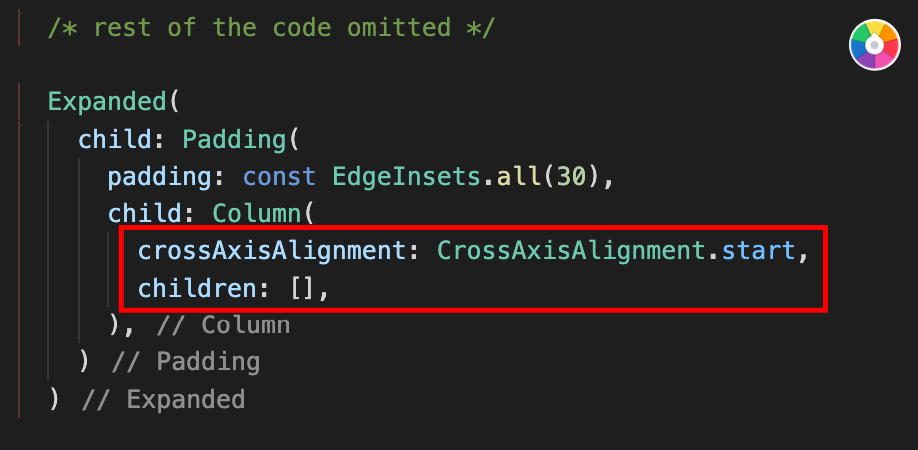 /* rest of the code omitted */
Expanded(
child: Padding(
padding: const EdgeInsets.all(30),
child: Column(
crossAxisAlignment: CrossAxisAlignment.start,
children: [],
), // Column
) // Padding
) // Expanded